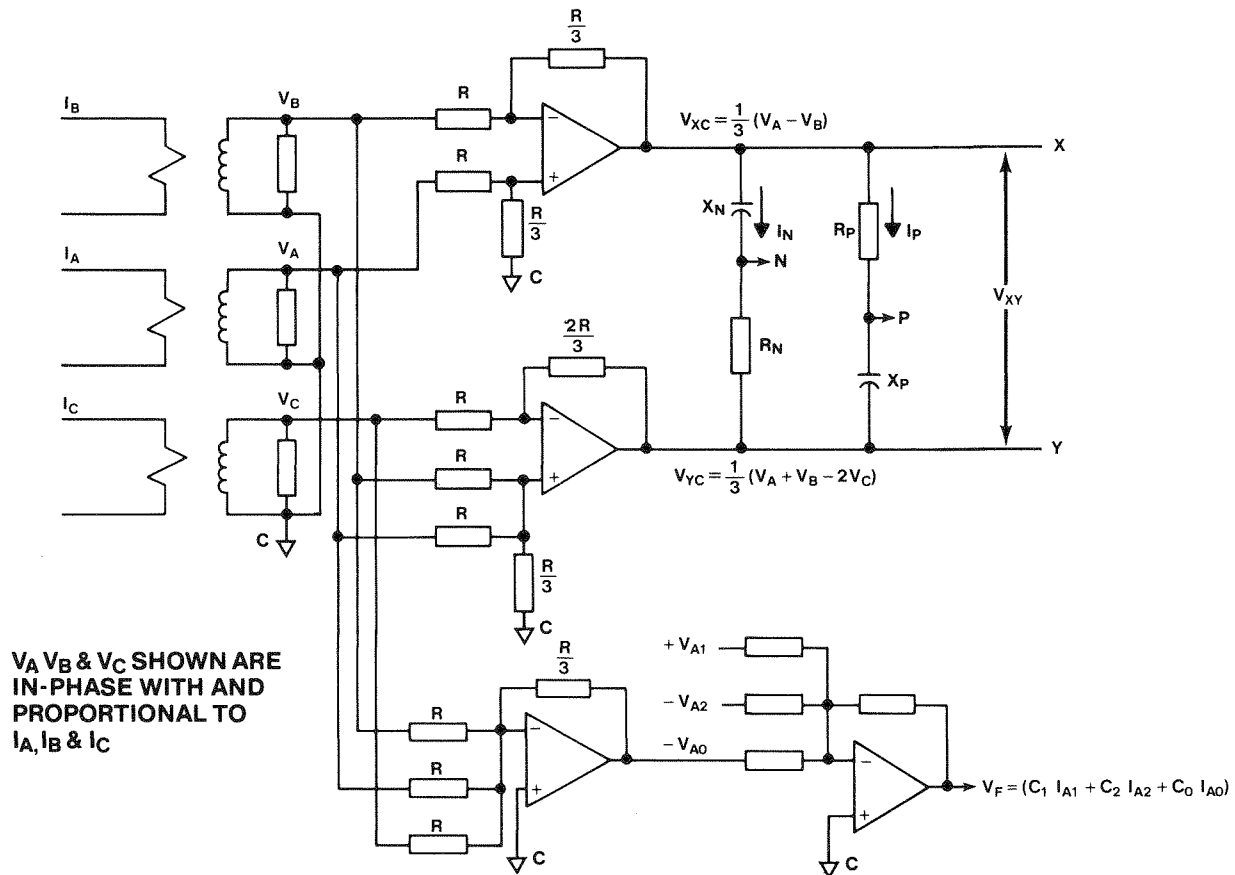 R/3
I_B
V_B
R
V_XC = 1/3 (V_A − V_B)
X
R
R/3
X_N
I_N
R_P
I_P
C
N
V_XY
I_A
V_A
P
R_N
X_P
2R/3
I_C
V_C
R
R
Y
V_YC = 1/3 (V_A + V_B − 2V_C)
R
C
R/3
C
+ V_A1
R/3
− V_A2
R
− V_A0
R
V_F = (C_1 I_A1 + C_2 I_A2 + C_0 I_A0)
R
C
C
V_A V_B & V_C SHOWN ARE
IN-PHASE WITH AND
PROPORTIONAL TO
I_A, I_B & I_C
−
+
−
+
−
+
−
+